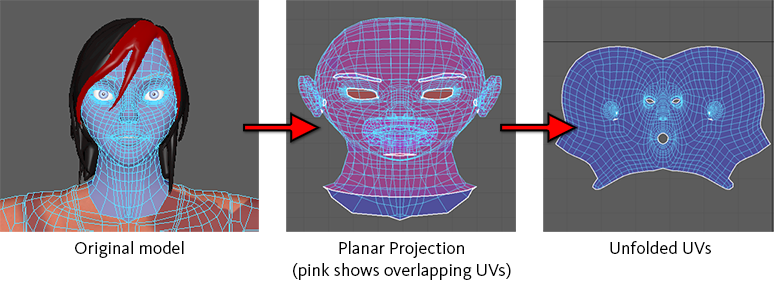 Original model
Planar Projection
(pink shows overlapping UVs)
Unfolded UVs